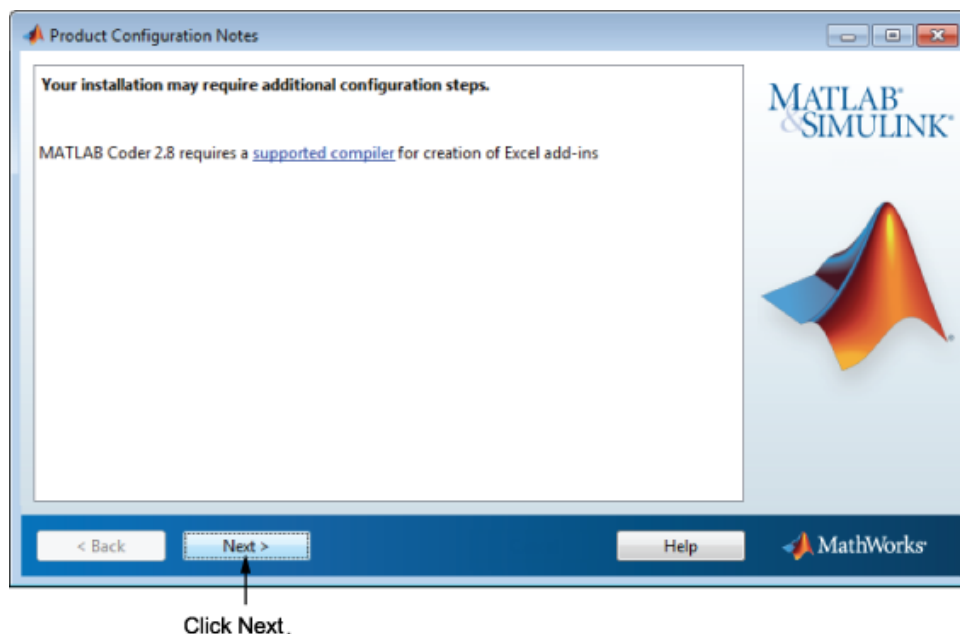 Product Configuration Notes
Your installation may require additional configuration steps.
MATLAB Coder 2.8 requires a supported compiler for creation of Excel add-ins
MATLAB®
&SIMULINK®
< Back
Next >
Help
MathWorks®
Click Next.